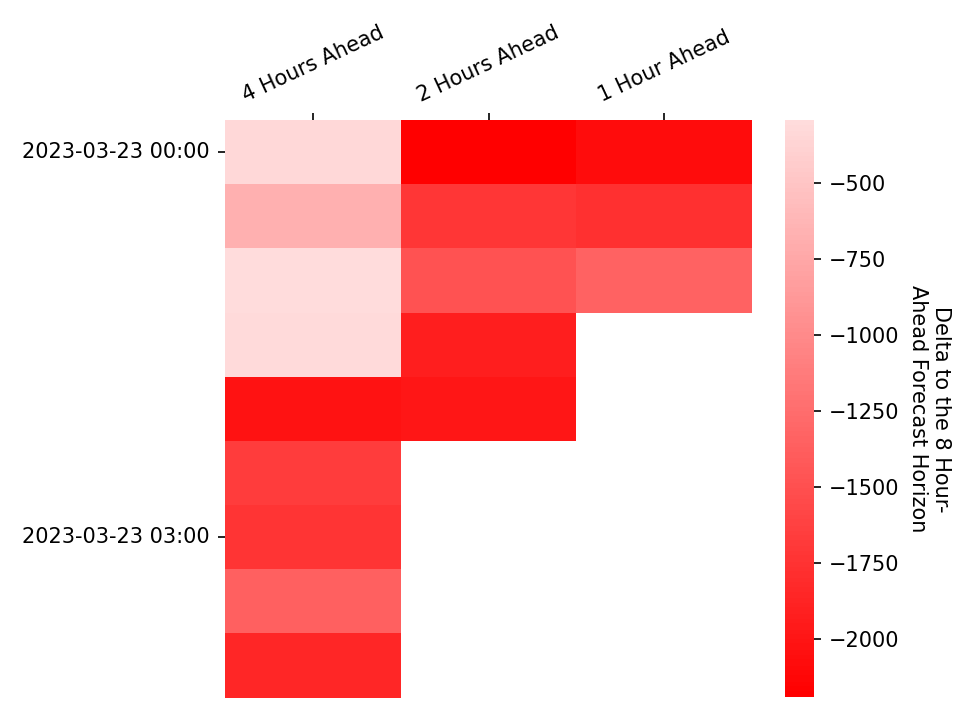 4 Hours Ahead
2 Hours Ahead
1 Hour Ahead
2023-03-23 00:00
2023-03-23 03:00
−500
−750
−1000
−1250
−1500
−1750
−2000
Delta to the 8 Hour-
Ahead Forecast Horizon